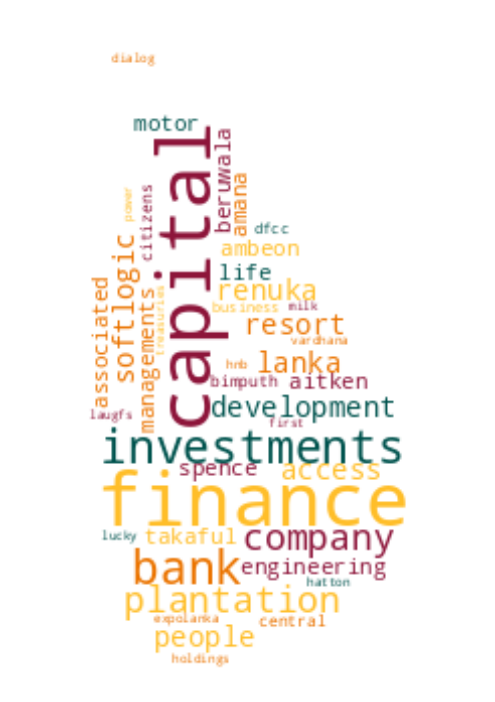 dialog
motor
capital
beruwala
citizens
amana
power
dfcc
softlogic
ambeon
life
associated
renuka
managements
treasuries
business
milk
resort
vardhana
lanka
hnb
bimputh
aitken
development
laugfs
first
investments
spence
access
finance
lucky
takaful
company
bank
engineering
hatton
plantation
expolanka
central
people
holdings